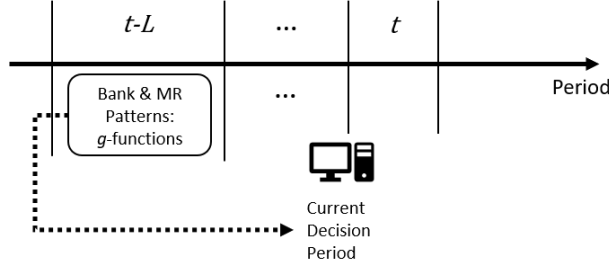 t-L
...
t
Period
Bank & MR
Patterns:
g-functions
...
Current
Decision
Period